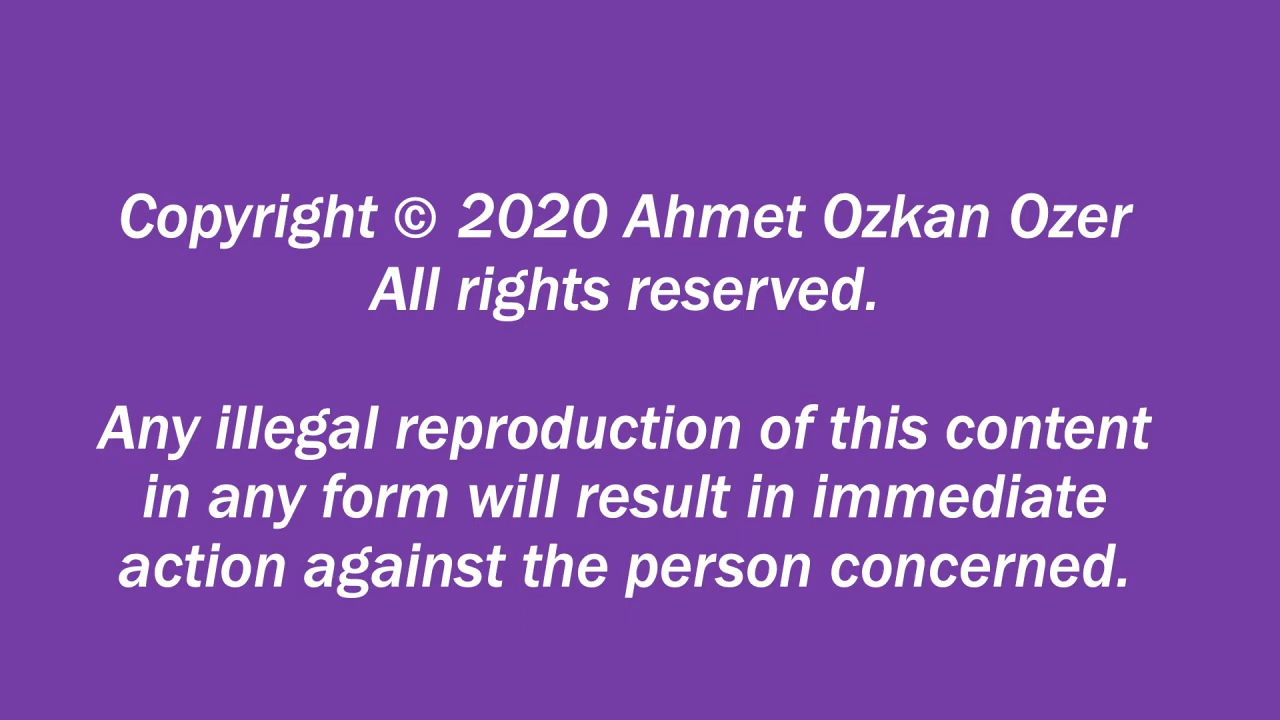 Copyright © 2020 Ahmet Ozkan Ozer
All rights reserved.
Any illegal reproduction of this content
in any form will result in immediate
action against the person concerned.